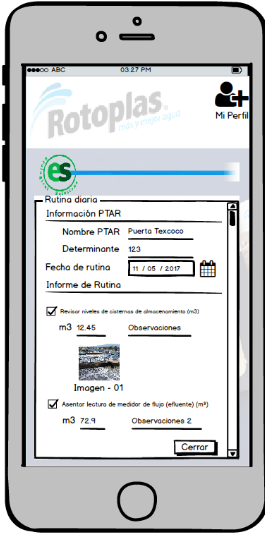 ABC 03:27 PM
Rotoplas
más y mejor agua
Mi Perfil
es
Rutina diaria
Información PTAR
Nombre PTAR Puerto Texcoco
Determinante 123
Fecha de rutina 11 / 05 / 2017
Informe de Rutina
Revisar niveles de cisternas de almacenamiento (m3)
m3 12.45 Observaciones
Imagen - 01
Asentar lectura de medidor de flujo (efluente) (m³)
m3 72.9 Observaciones 2
Cerrar